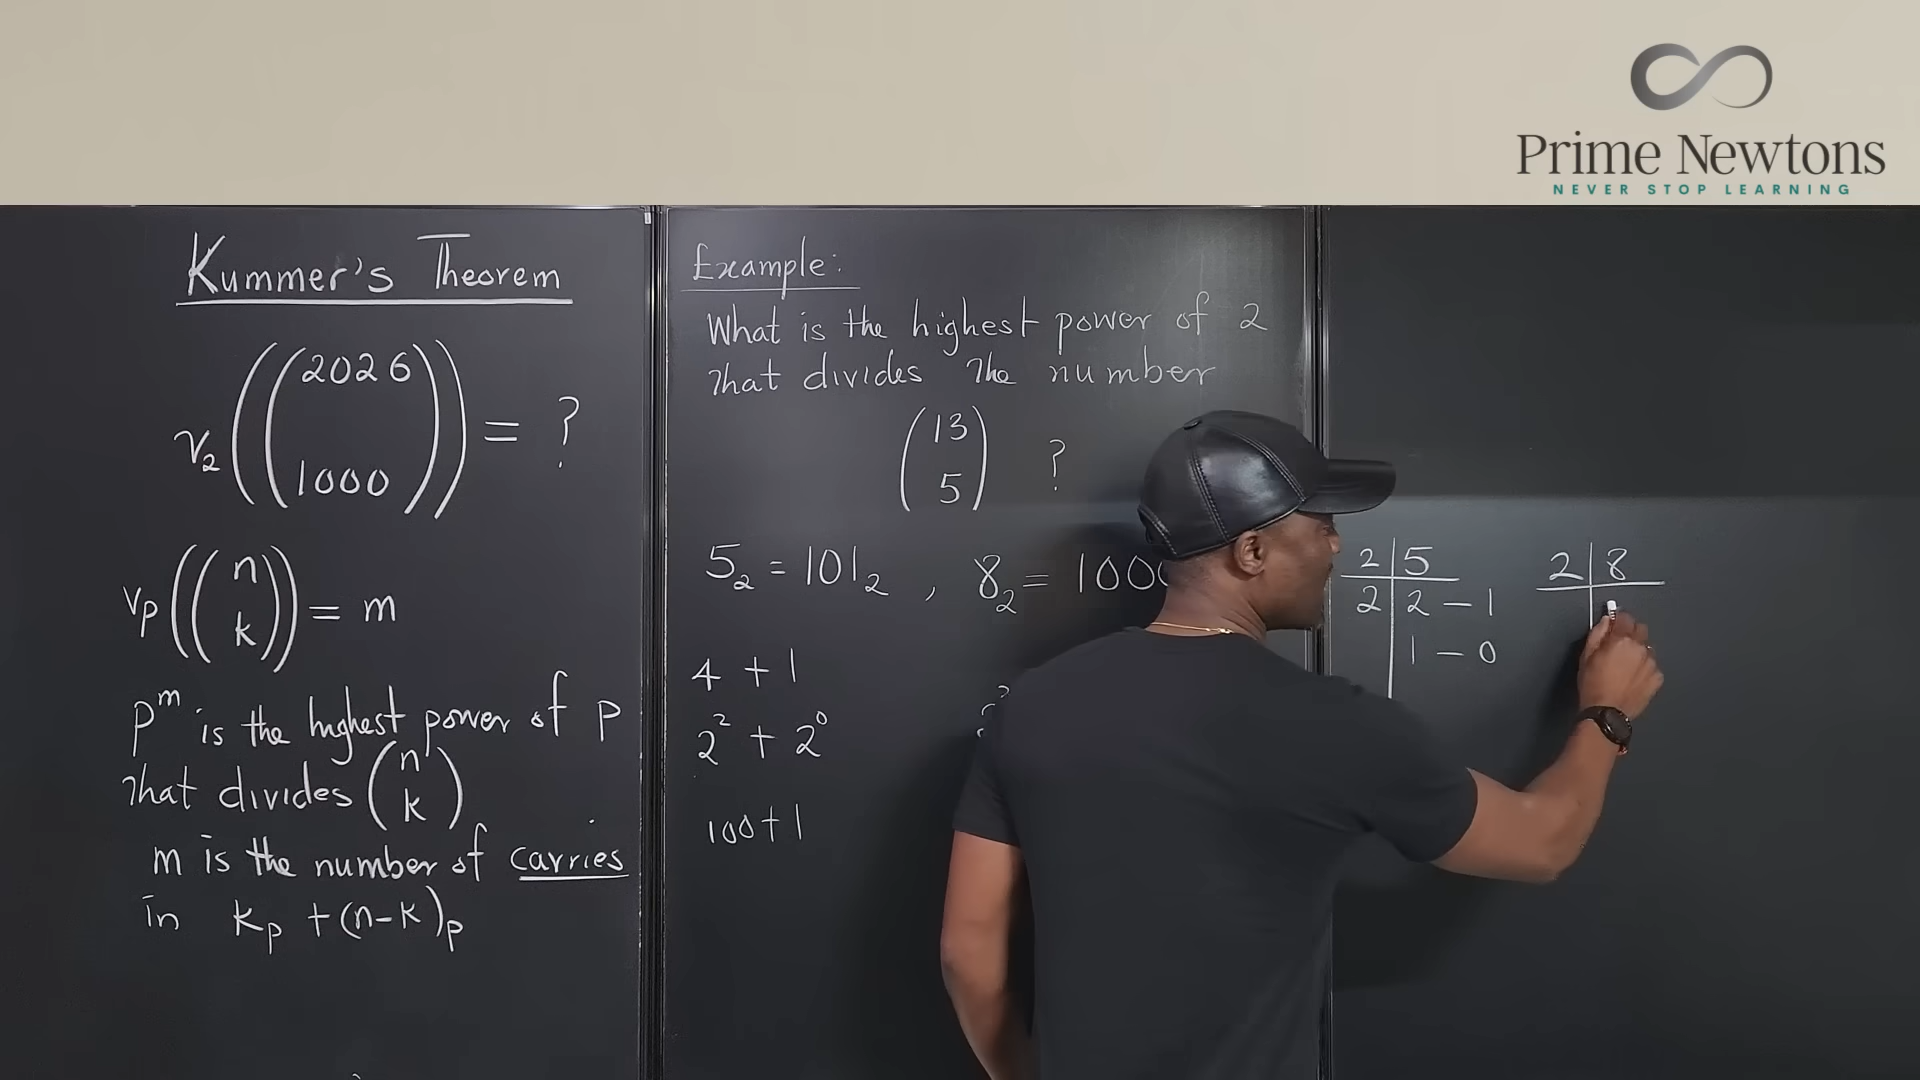 Prime Newtons
NEVER STOP LEARNING
Kummer's Theorem
v₂((2026
1000)) = ?
vₚ((n
k)) = m
pᵐ is the highest power of p
that divides (n
k)
m is the number of carries
in kₚ + (n-k)ₚ
Example:
What is the highest power of 2
that divides the number
(13
5) ?
5₂ = 101₂ , 8₂ = 100
4 + 1
2² + 2⁰
100 + 1
2 | 5
2 | 2 - 1
1 - 0
2 | 8